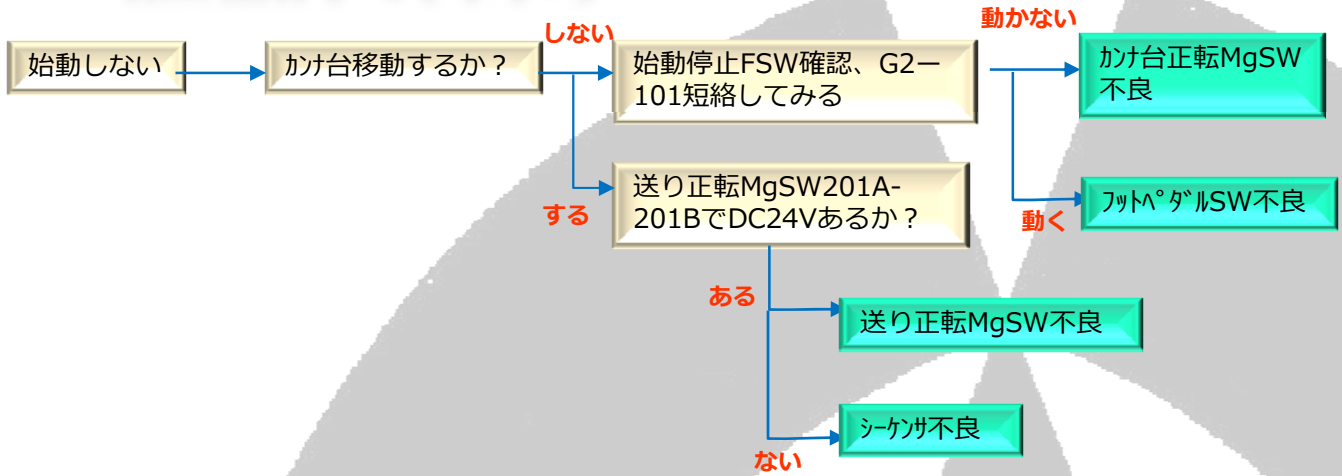 動かない
しない
始動しない
ｶﾝﾅ台移動するか？
始動停止FSW確認、G2ー
101短絡してみる
ｶﾝﾅ台正転MgSW
不良
送り正転MgSW201A-
201BでDC24Vあるか？
する
ﾌｯﾄﾍﾟﾀﾞﾙSW不良
動く
ある
送り正転MgSW不良
ｼｰｹﾝｻ不良
ない